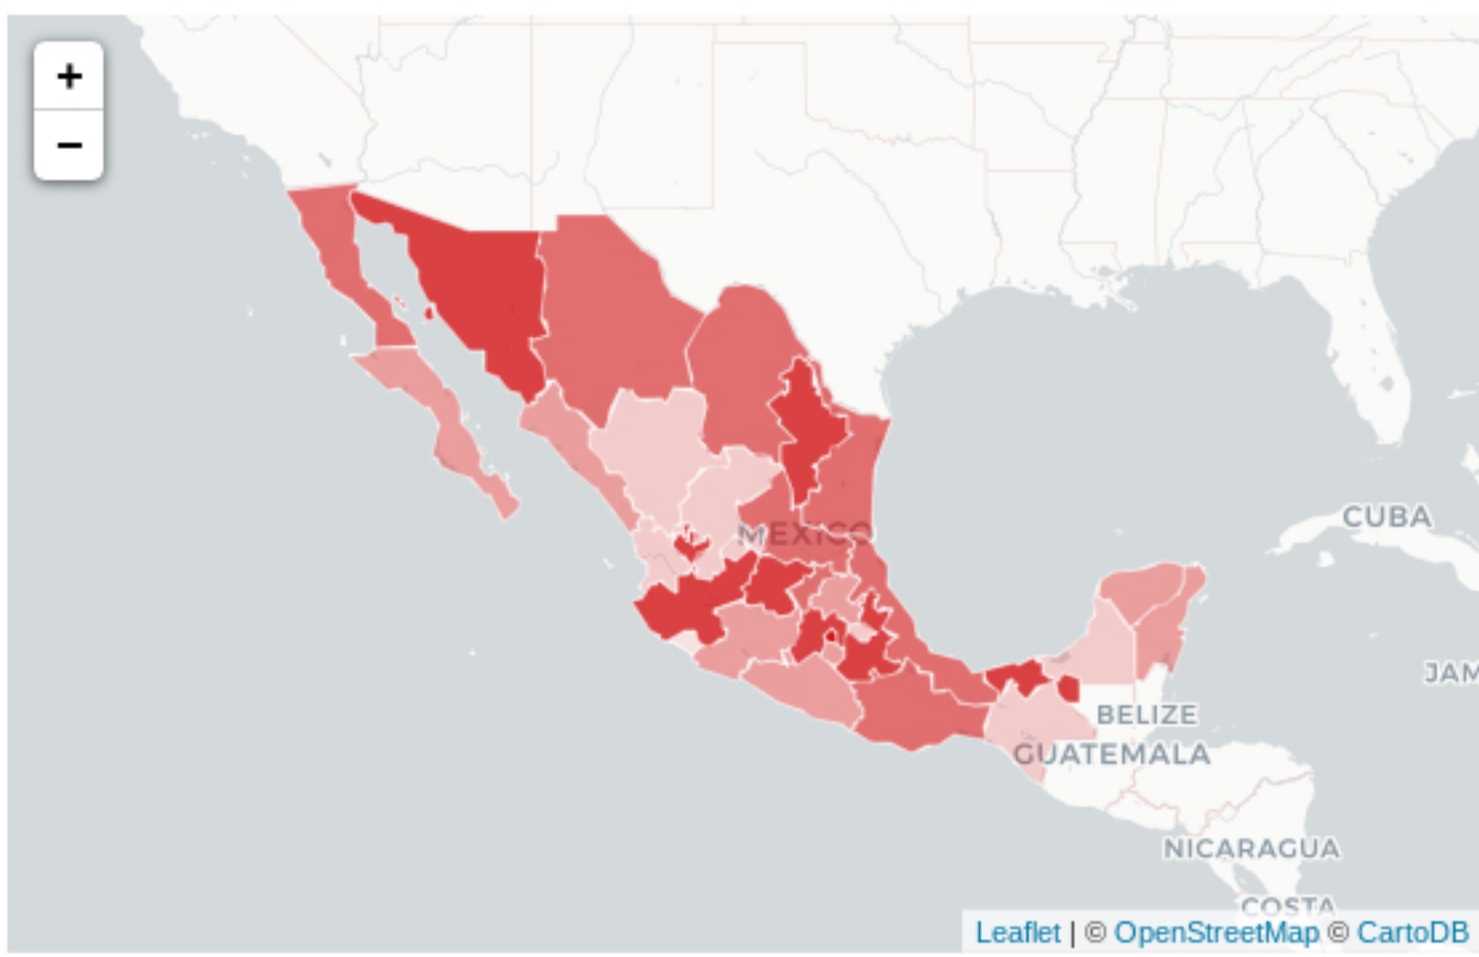 +
−
MEXICO
CUBA
JAM
BELIZE
GUATEMALA
NICARAGUA
COSTA
Leaflet | © OpenStreetMap © CartoDB